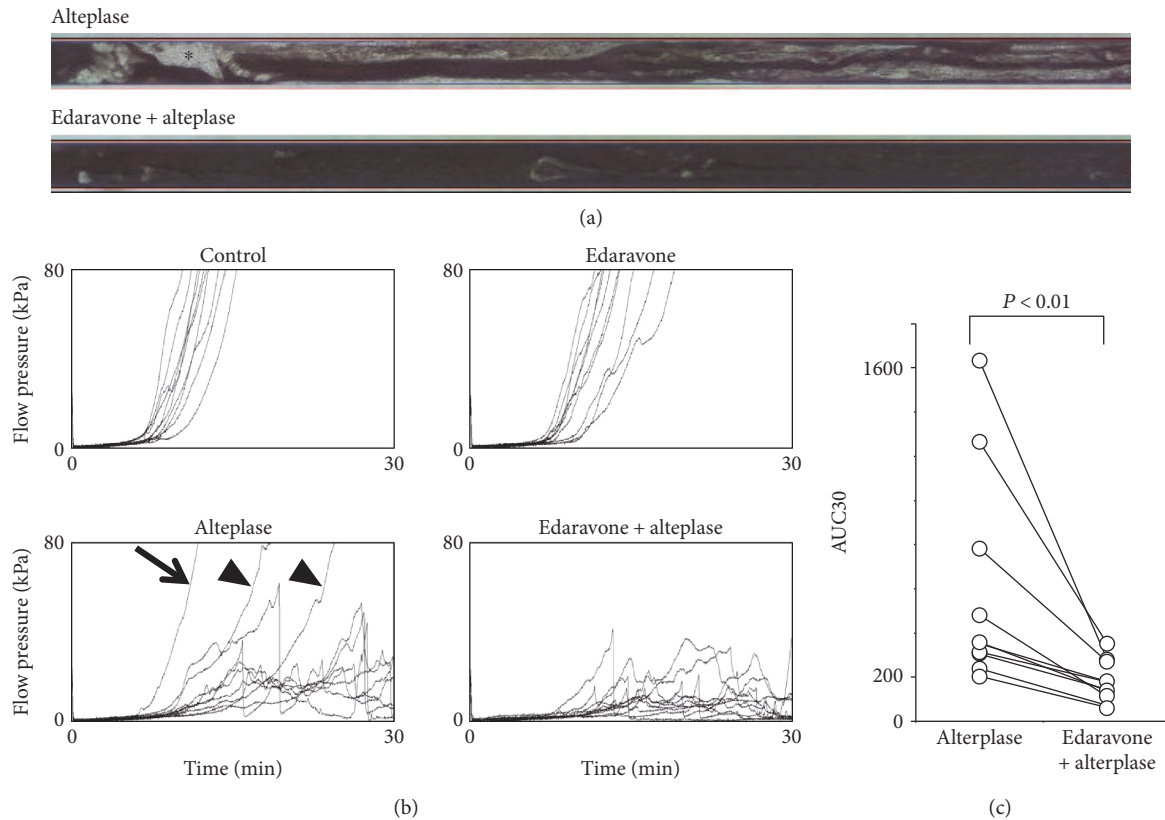 Alteplase
*
Edaravone + alteplase
(a)
Control
Edaravone
80
80
Flow pressure (kPa)
0
0
0
30
0
30
Alteplase
Edaravone + alteplase
80
80
Flow pressure (kPa)
0
0
0
30
0
30
Time (min)
Time (min)
(b)
P < 0.01
1600
AUC30
200
0
Alterplase
Edaravone
+ alterplase
(c)